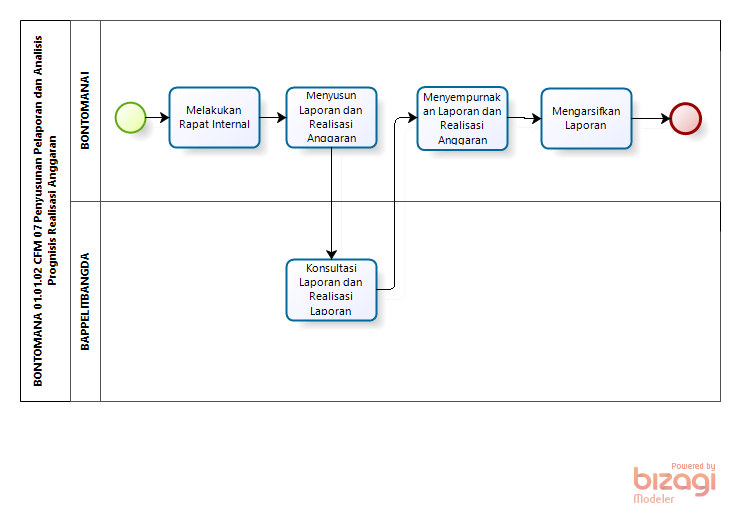 BONTOMANA 01.01.02 CFM 07 Penyusunan Pelaporan dan Analisis
Prognisis Realisasi Anggaran
BONTOMANAI
Melakukan
Rapat Internal
Menyusun
Laporan dan
Realisasi
Anggaran
Menyempurnak
an Laporan dan
Realisasi
Anggaran
Mengarsifkan
Laporan
BAPPELITBANGDA
Konsultasi
Laporan dan
Realisasi
Laporan
Powered by
bizagi
Modeler